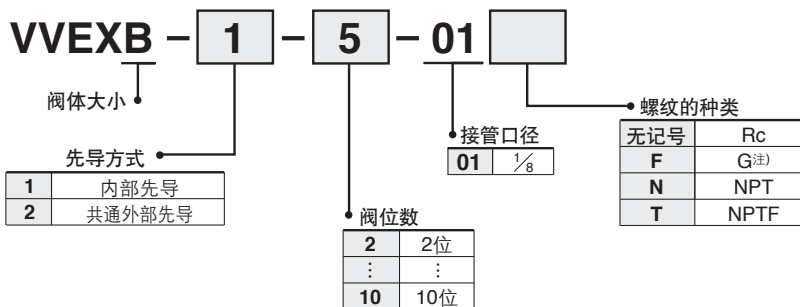 VVEXB - 1 - 5 - 01
阀体大小
先导方式
1 内部先导
2 共通外部先导
阀位数
2 2位
⋮ ⋮
10 10位
接管口径
01 1/8
螺纹的种类
无记号 Rc
F G注)
N NPT
T NPTF